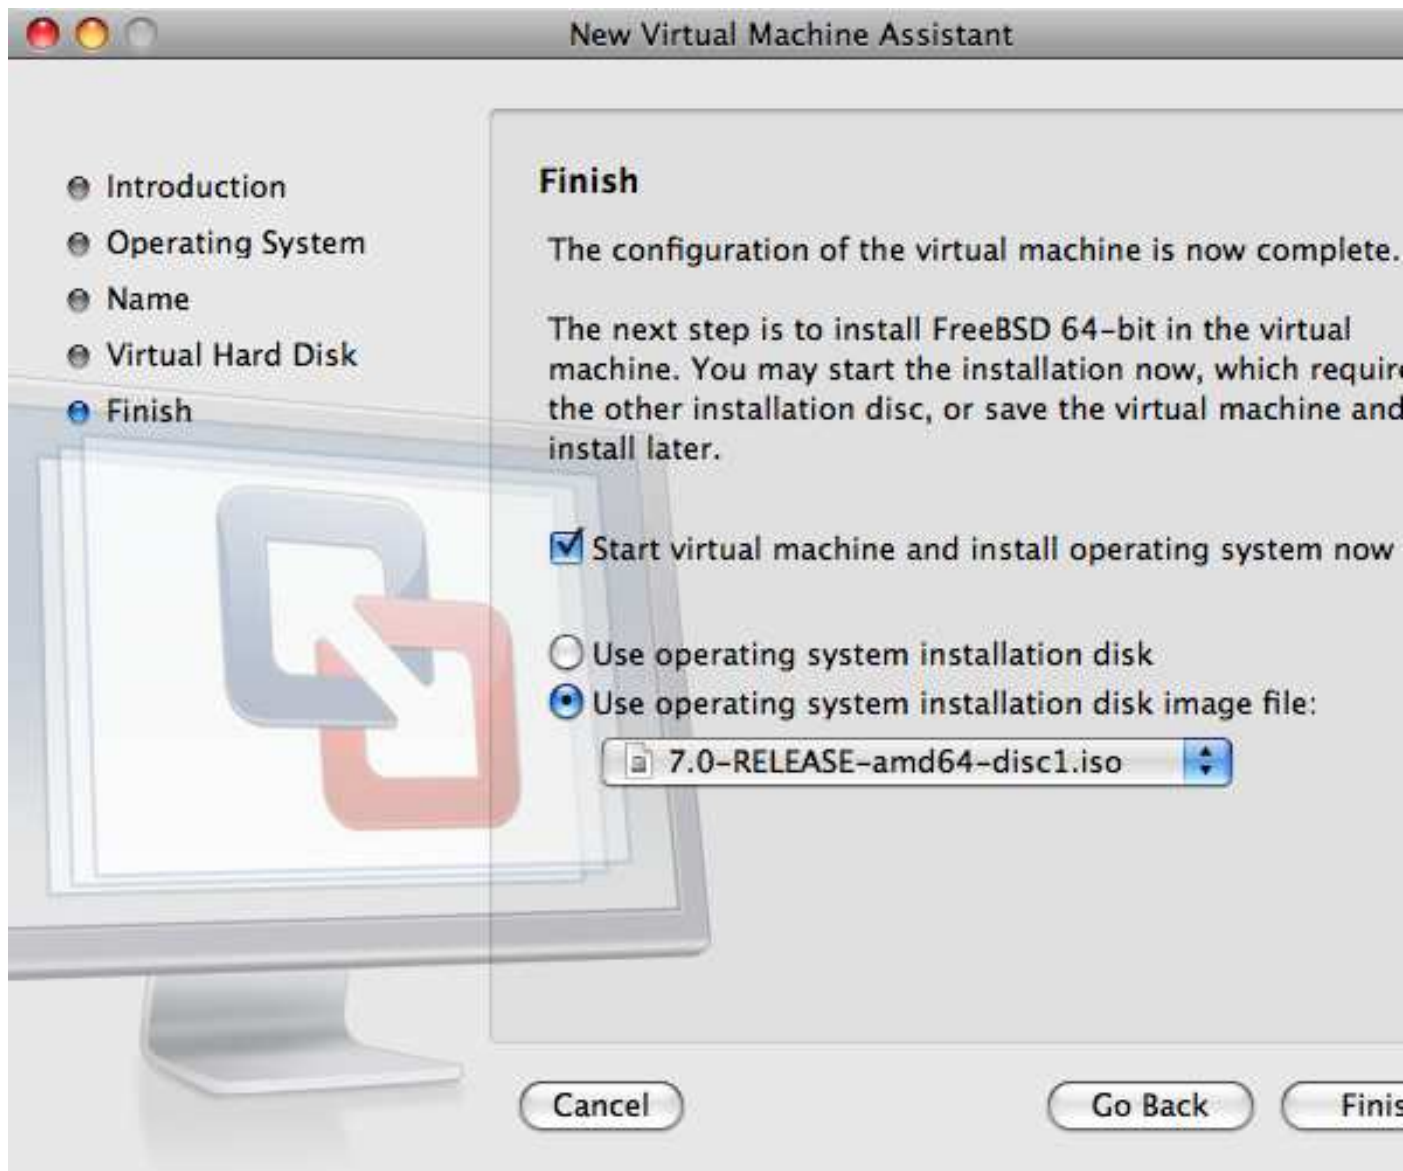 New Virtual Machine Assistant
Introduction
Operating System
Name
Virtual Hard Disk
Finish
Finish
The configuration of the virtual machine is now complete.
The next step is to install FreeBSD 64-bit in the virtual
machine. You may start the installation now, which require
the other installation disc, or save the virtual machine and
install later.
Start virtual machine and install operating system now
Use operating system installation disk
Use operating system installation disk image file:
7.0-RELEASE-amd64-disc1.iso
Cancel
Go Back
Finis